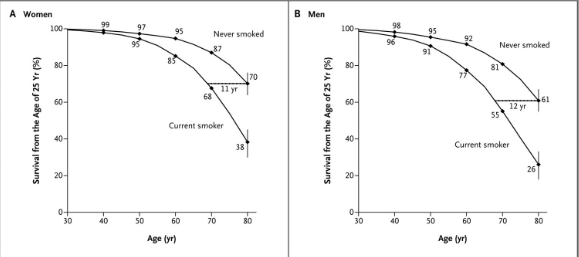 A Women
Survival from the Age of 25 Yr (%)
100
80
60
40
20
0
99
97
95
87
70
95
85
68
38
Never smoked
11 yr
Current smoker
30 40 50 60 70 80
Age (yr)
B Men
Survival from the Age of 25 Yr (%)
100
80
60
40
20
0
98
95
92
81
61
96
91
77
55
26
Never smoked
12 yr
Current smoker
30 40 50 60 70 80
Age (yr)